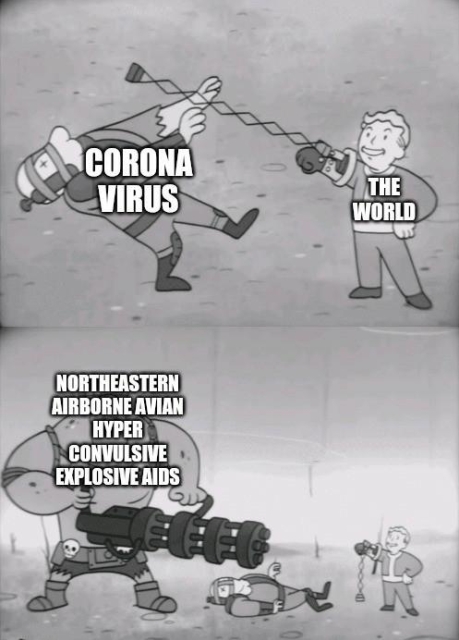 CORONA
VIRUS
THE
WORLD
NORTHEASTERN
AIRBORNE AVIAN
HYPER
CONVULSIVE
EXPLOSIVE AIDS